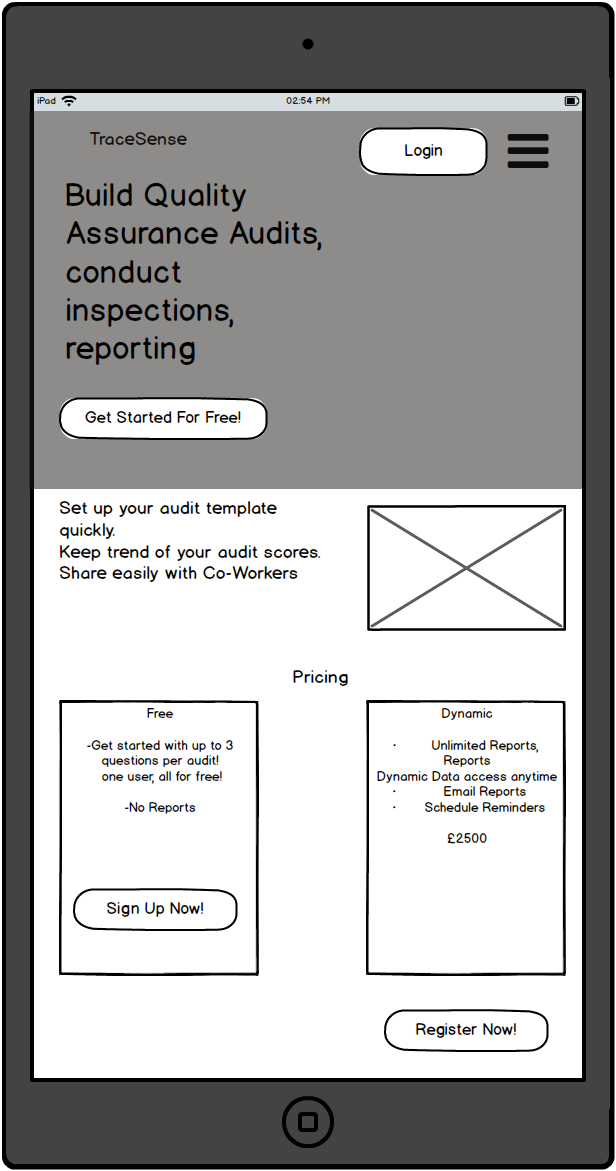 iPad
02:54 PM
TraceSense
Login
Build Quality
Assurance Audits,
conduct
inspections,
reporting
Get Started For Free!
Set up your audit template
quickly.
Keep trend of your audit scores.
Share easily with Co-Workers
Pricing
Free
-Get started with up to 3
questions per audit!
one user, all for free!
-No Reports
Sign Up Now!
Dynamic
· Unlimited Reports,
Reports
Dynamic Data access anytime
· Email Reports
· Schedule Reminders
£2500
Register Now!